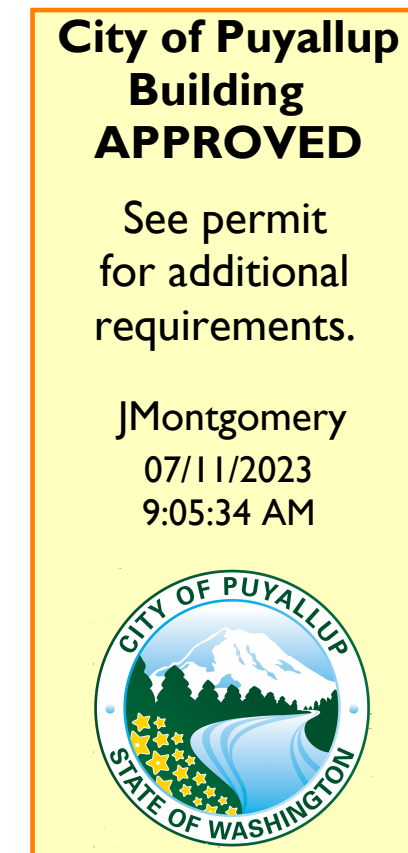 City of Puyallup
Building
APPROVED
See permit
for additional
requirements.
JMontgomery
07/11/2023
9:05:34 AM
CITY OF PUYALLUP
STATE OF WASHINGTON